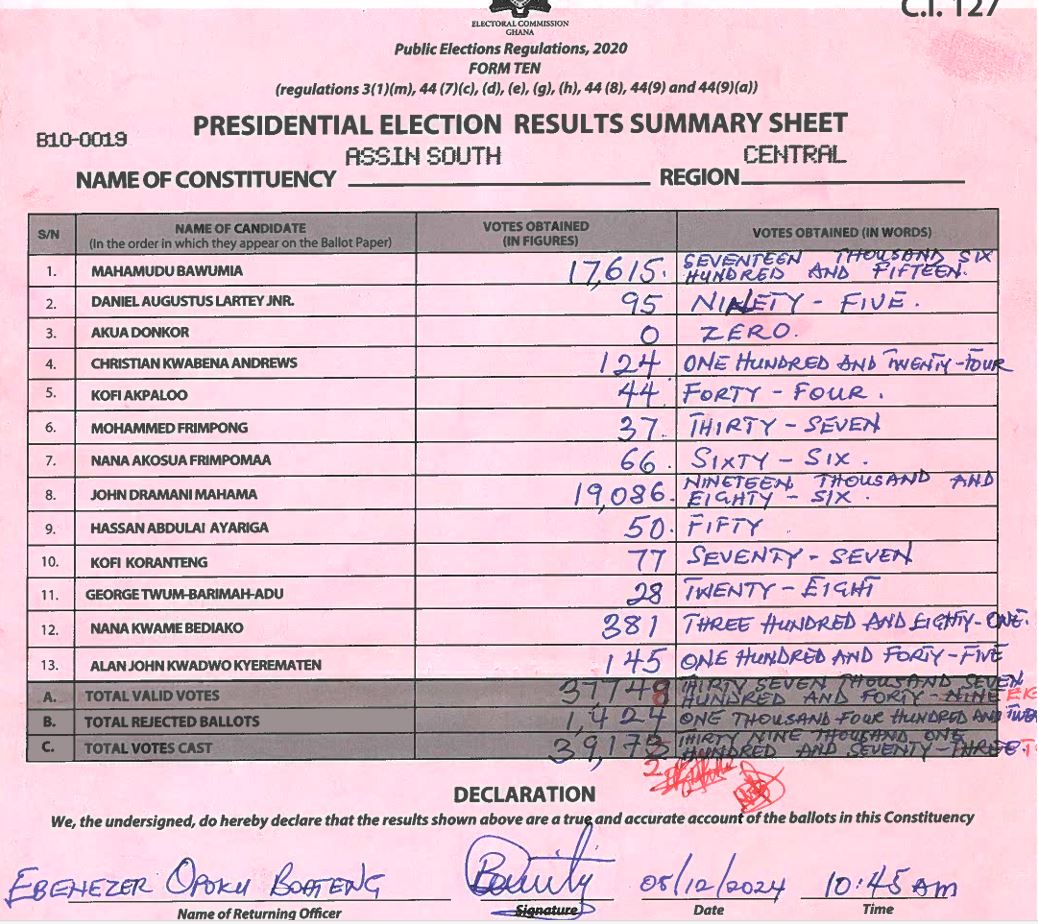 C.I. 127
ELECTORAL COMMISSION
GHANA
Public Elections Regulations, 2020
FORM TEN
(regulations 3(1)(m), 44 (7)(c), (d), (e), (g), (h), 44 (8), 44(9) and 44(9)(a))
PRESIDENTIAL ELECTION RESULTS SUMMARY SHEET
B10-0019
ASSIN SOUTH CENTRAL
NAME OF CONSTITUENCY REGION
S/N NAME OF CANDIDATE (In the order in which they appear on the Ballot Paper) VOTES OBTAINED (IN FIGURES) VOTES OBTAINED (IN WORDS)
1. MAHAMUDU BAWUMIA 17,615. SEVENTEEN THOUSAND SIX
HUNDRED AND FIFTEEN.
2. DANIEL AUGUSTUS LARTEY JNR. 95 NINETY - FIVE.
3. AKUA DONKOR 0 ZERO.
4. CHRISTIAN KWABENA ANDREWS 124 ONE HUNDRED AND TWENTY-FOUR
5. KOFI AKPALOO 44 FORTY - FOUR.
6. MOHAMMED FRIMPONG 37. THIRTY - SEVEN
7. NANA AKOSUA FRIMPOMAA 66. SIXTY - SIX.
8. JOHN DRAMANI MAHAMA 19,086. NINETEEN THOUSAND AND
EIGHTY - SIX.
9. HASSAN ABDULAI AYARIGA 50. FIFTY
10. KOFI KORANTENG 77 SEVENTY - SEVEN
11. GEORGE TWUM-BARIMAH-ADU 28 TWENTY - EIGHT
12. NANA KWAME BEDIAKO 381 THREE HUNDRED AND EIGHTY-ONE.
13. ALAN JOHN KWADWO KYEREMATEN 145 ONE HUNDRED AND FORTY-FIVE
A. TOTAL VALID VOTES 37748 THIRTY SEVEN THOUSAND SEVEN
HUNDRED AND FORTY - NINE
B. TOTAL REJECTED BALLOTS 1,424 ONE THOUSAND FOUR HUNDRED AND
C. TOTAL VOTES CAST 39,173 THIRTY NINE THOUSAND ONE
HUNDRED AND SEVENTY-THREE
2
DECLARATION
We, the undersigned, do hereby declare that the results shown above are a true and accurate account of the ballots in this Constituency
EBENEZER OPOKU BOATENG 08/12/2024 10:45 am
Name of Returning Officer Signature Date Time